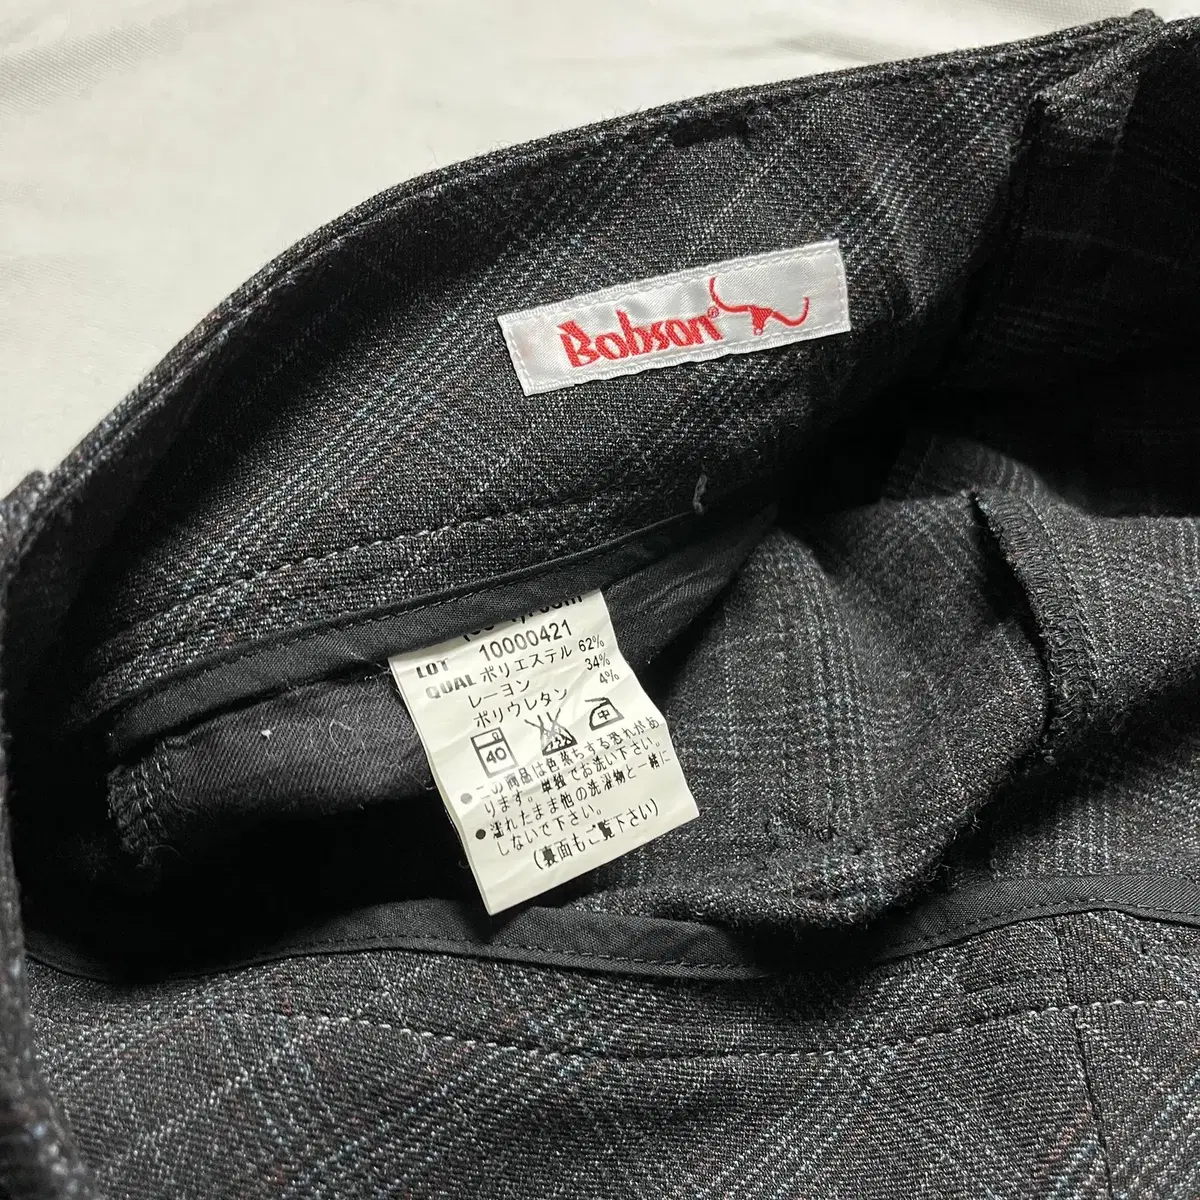 Bobson®
LOT 10000421
QUAL ポリエステル 62%
レーヨン 34%
ポリウレタン 4%
40
中
●この商品は色落ちする恐れがあ
ります。単独でお洗い下さい。
●濡れたまま他の洗濯物と一緒に
しないで下さい。
(裏面もご覧下さい)